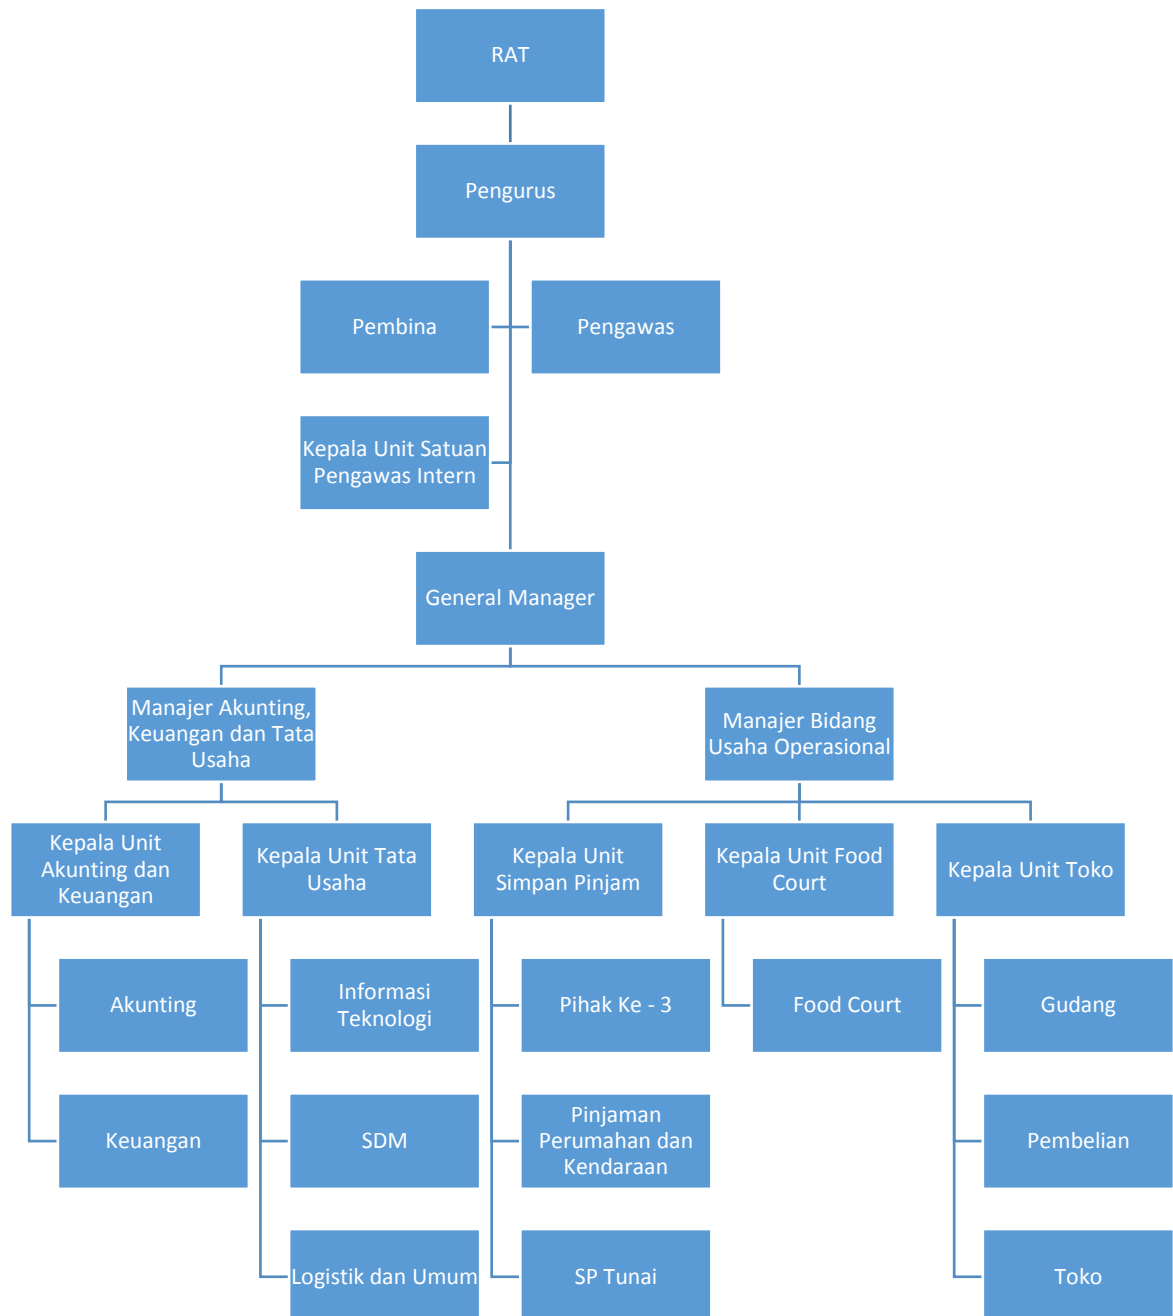 RAT
Pengurus
Pembina
Pengawas
Kepala Unit Satuan
Pengawas Intern
General Manager
Manajer Akunting,
Keuangan dan Tata
Usaha
Manajer Bidang
Usaha Operasional
Kepala Unit
Akunting dan
Keuangan
Kepala Unit Tata
Usaha
Kepala Unit
Simpan Pinjam
Kepala Unit Food
Court
Kepala Unit Toko
Akunting
Informasi
Teknologi
Pihak Ke - 3
Food Court
Gudang
Keuangan
SDM
Pinjaman
Perumahan dan
Kendaraan
Pembelian
Logistik dan Umum
SP Tunai
Toko